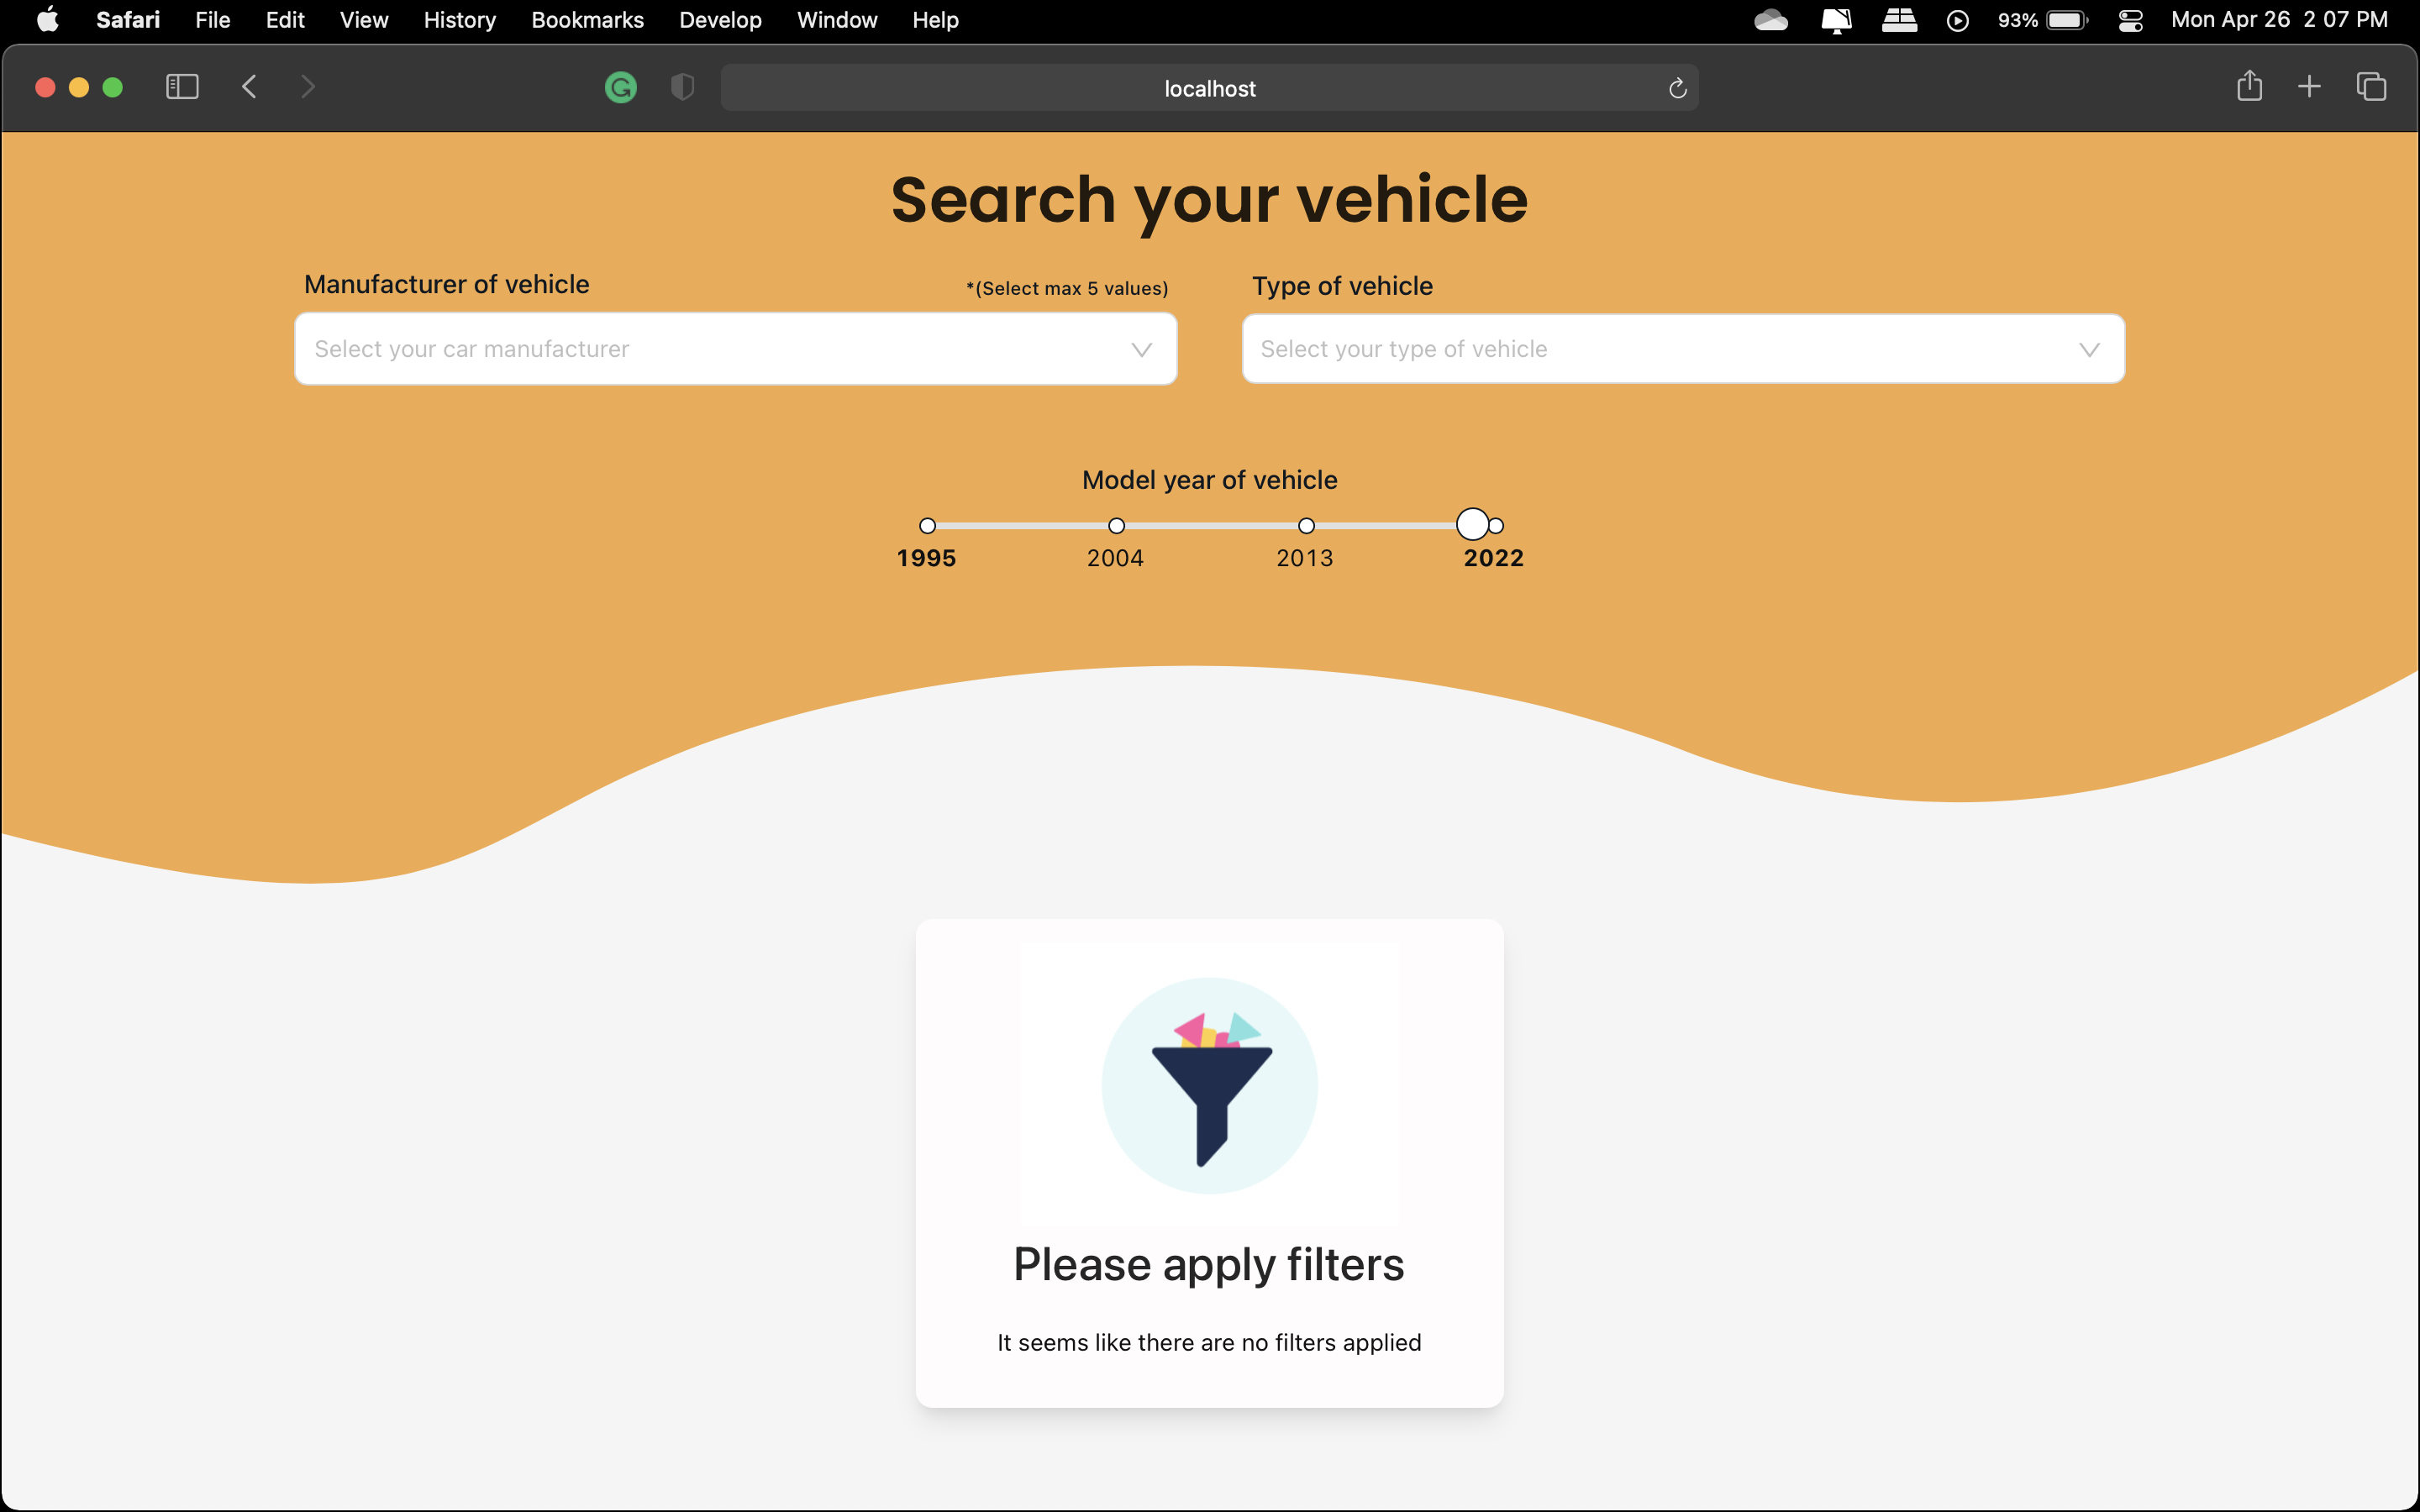 Safari File Edit View History Bookmarks Develop Window Help 93% Mon Apr 26 2 07 PM
localhost
Search your vehicle
Manufacturer of vehicle *(Select max 5 values) Type of vehicle
Select your car manufacturer Select your type of vehicle
Model year of vehicle
1995 2004 2013 2022
Please apply filters
It seems like there are no filters applied